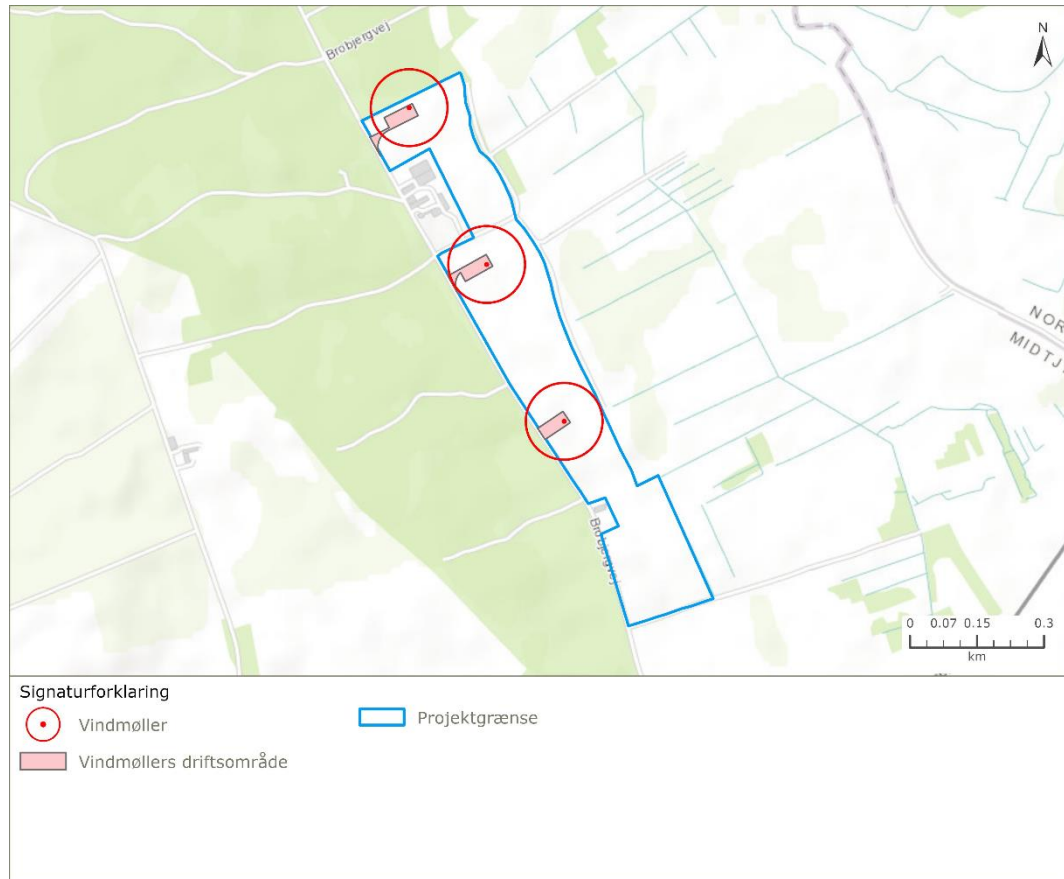 Brobjergvej
N
NOR
MIDTJ
Brobjergvej
0 0.07 0.15 0.3
km
Signaturforklaring
Vindmøller
Projektgrænse
Vindmøllers driftsområde